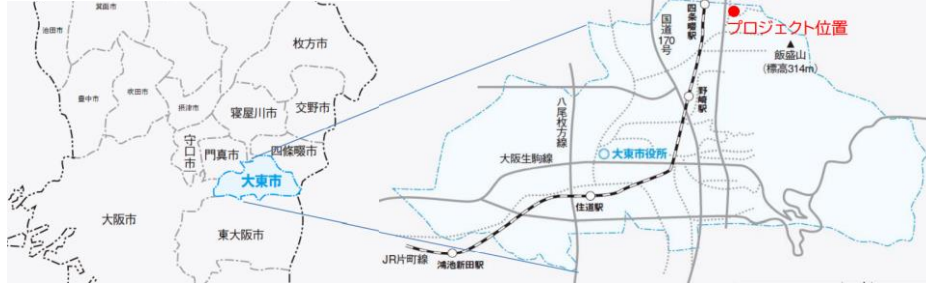 箕面市
池田市
枚方市
豊中市
吹田市
摂津市
寝屋川市
交野市
守口市
門真市
四條畷市
大東市
大阪市
東大阪市
四条畷駅
国道170号
プロジェクト位置
飯盛山
(標高314m)
野崎駅
八尾枚方線
大東市役所
大阪生駒線
住道駅
JR片町線
鴻池新田駅